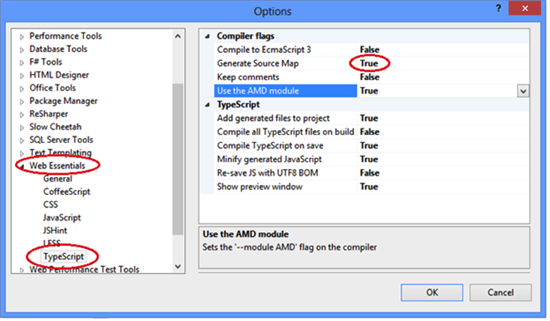 Options
Performance Tools
Database Tools
F# Tools
HTML Designer
Office Tools
Package Manager
ReSharper
Slow Cheetah
SQL Server Tools
Text Templating
Web Essentials
General
CoffeeScript
CSS
JavaScript
JSHint
LESS
TypeScript
Web Performance Test Tools
Compiler flags
Compile to EcmaScript 3 False
Generate Source Map True
Keep comments False
Use the AMD module True
TypeScript
Add generated files to project True
Compile all TypeScript files on build False
Compile TypeScript on save True
Minify generated JavaScript True
Re-save JS with UTF8 BOM False
Show preview window True
Use the AMD module
Sets the '--module AMD' flag on the compiler
OK
Cancel